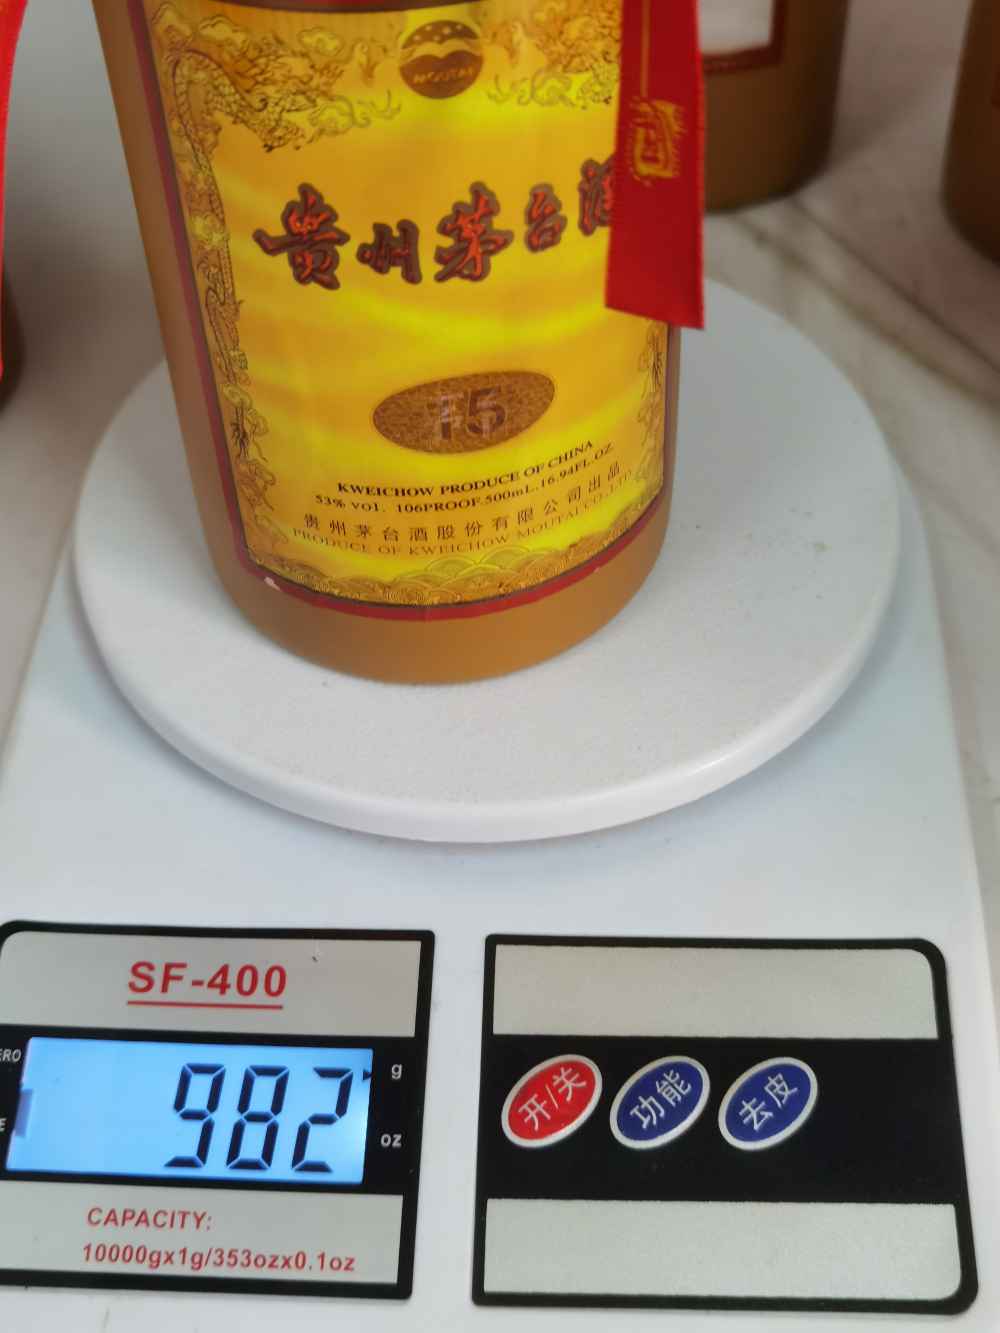 MOUTAI
贵州茅台酒
15
KWEICHOW PRODUCE OF CHINA
53% vol. 106PROOF.500mL.16.94FL.OZ
贵州茅台酒股份有限公司出品
PRODUCE OF KWEICHOW MOUTAI CO.,LTD.
SF-400
982
g
oz
CAPACITY:
10000gx1g/353ozx0.1oz
开/关
功能
去皮